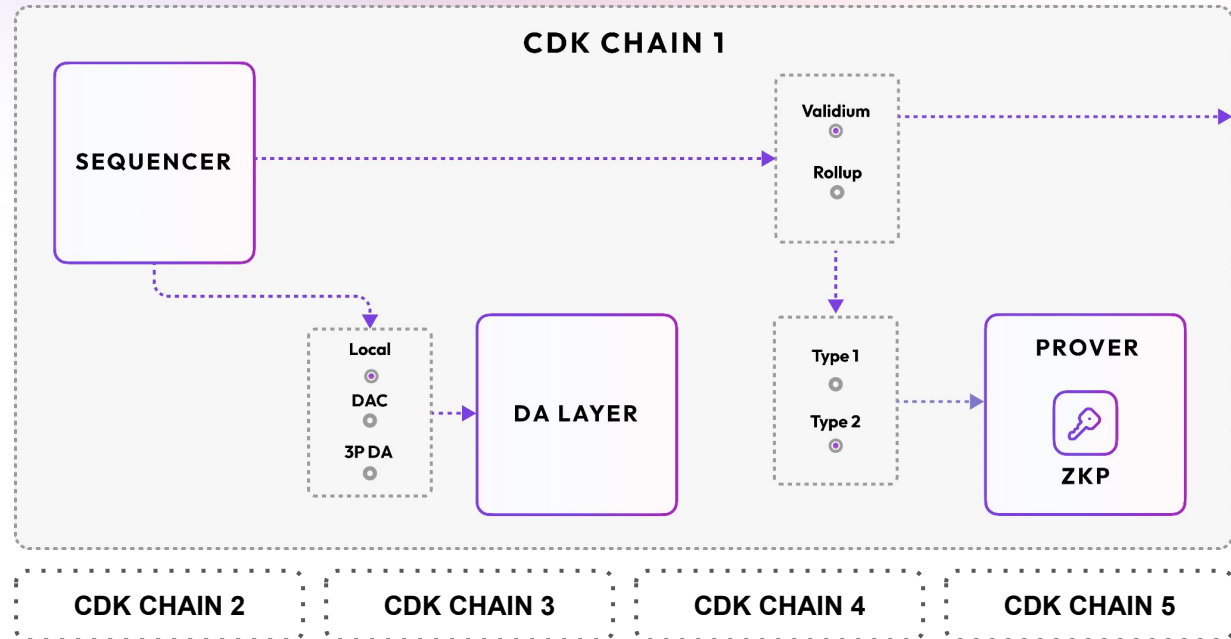 CDK CHAIN 1
SEQUENCER
Validium
Rollup
Local
DAC
3P DA
DA LAYER
Type 1
Type 2
PROVER
ZKP
CDK CHAIN 2
CDK CHAIN 3
CDK CHAIN 4
CDK CHAIN 5